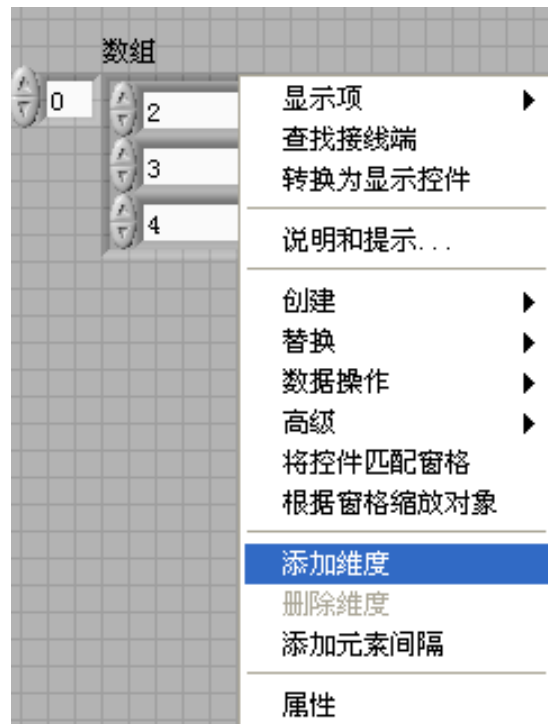 数组
0
2
3
4
显示项
查找接线端
转换为显示控件
说明和提示...
创建
替换
数据操作
高级
将控件匹配窗格
根据窗格缩放对象
添加维度
删除维度
添加元素间隔
属性